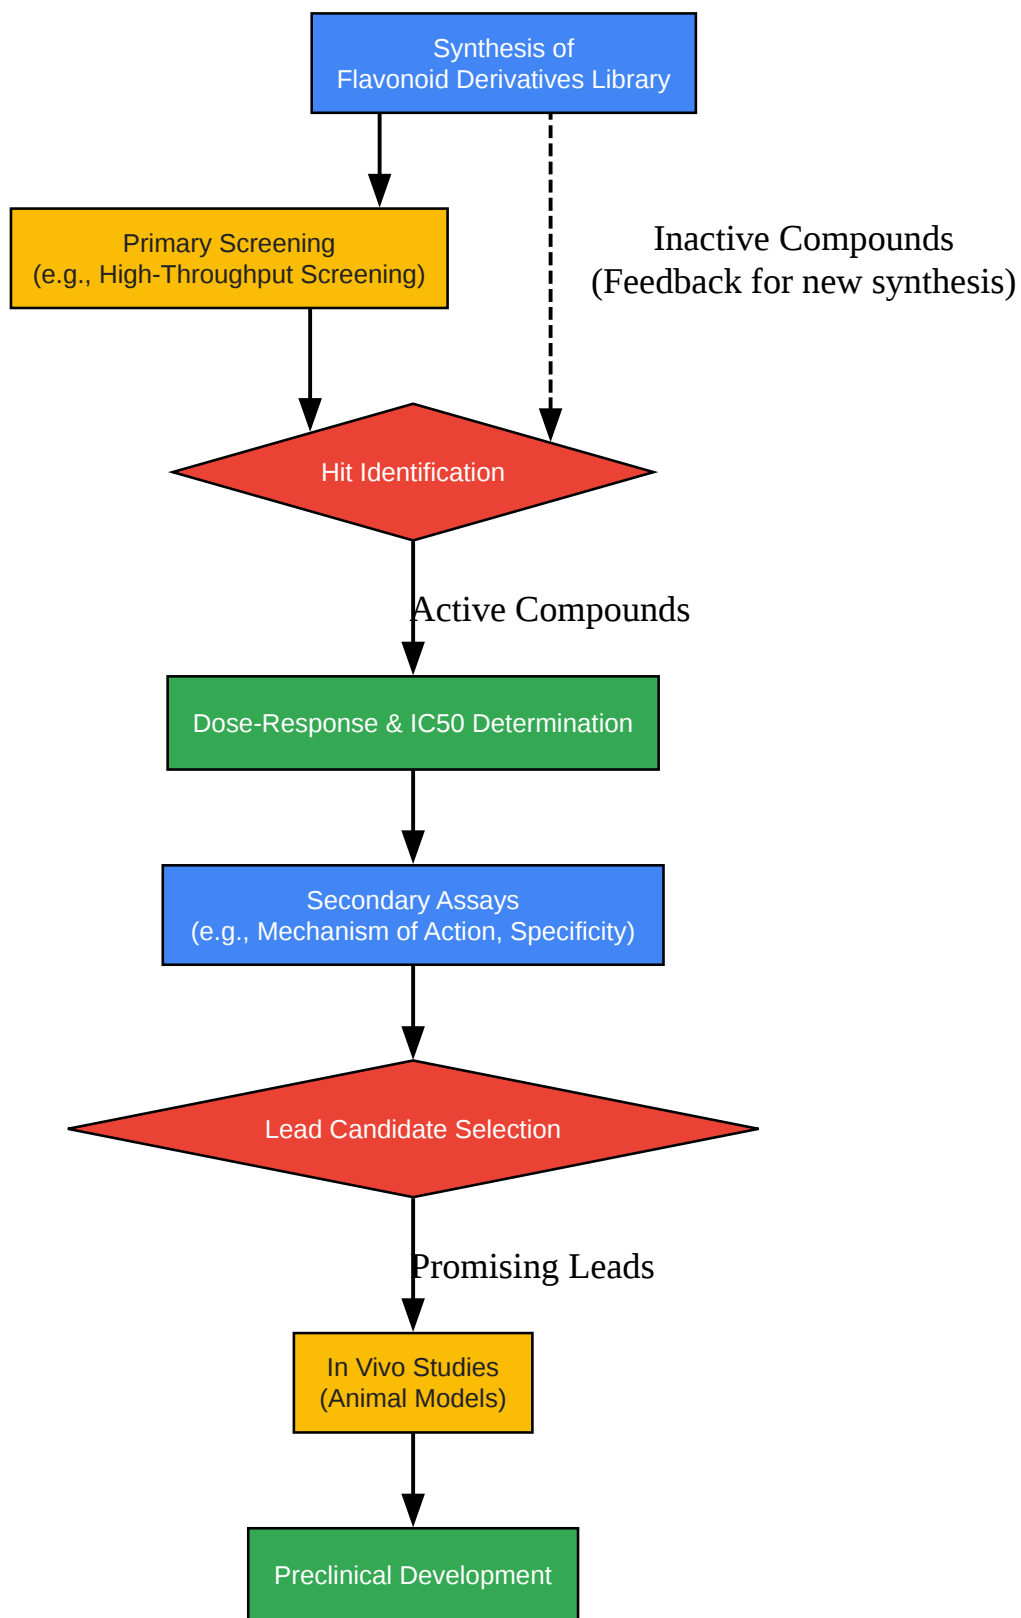 Synthesis of
Flavonoid Derivatives Library
Primary Screening
(e.g., High-Throughput Screening)
Inactive Compounds
(Feedback for new synthesis)
Hit Identification
Active Compounds
Dose-Response & IC50 Determination
Secondary Assays
(e.g., Mechanism of Action, Specificity)
Lead Candidate Selection
Promising Leads
In Vivo Studies
(Animal Models)
Preclinical Development